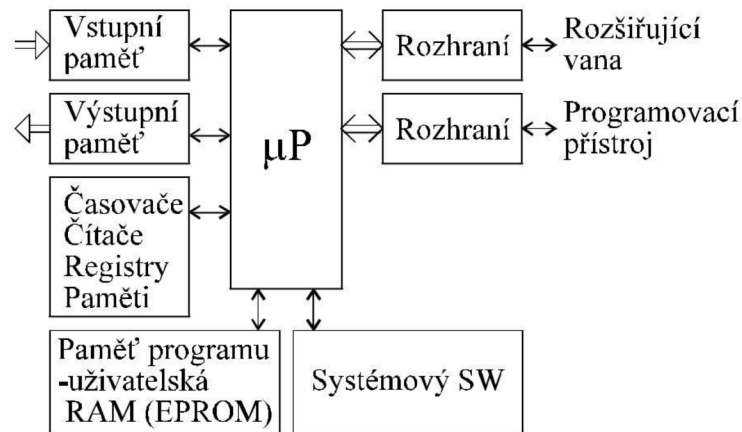 Vstupní
paměť
Výstupní
paměť
Časovače
Čítače
Registry
Paměti
μP
Rozhraní
Rozšiřující
vana
Rozhraní
Programovací
přístroj
Paměť programu
-uživatelská
RAM (EPROM)
Systémový SW